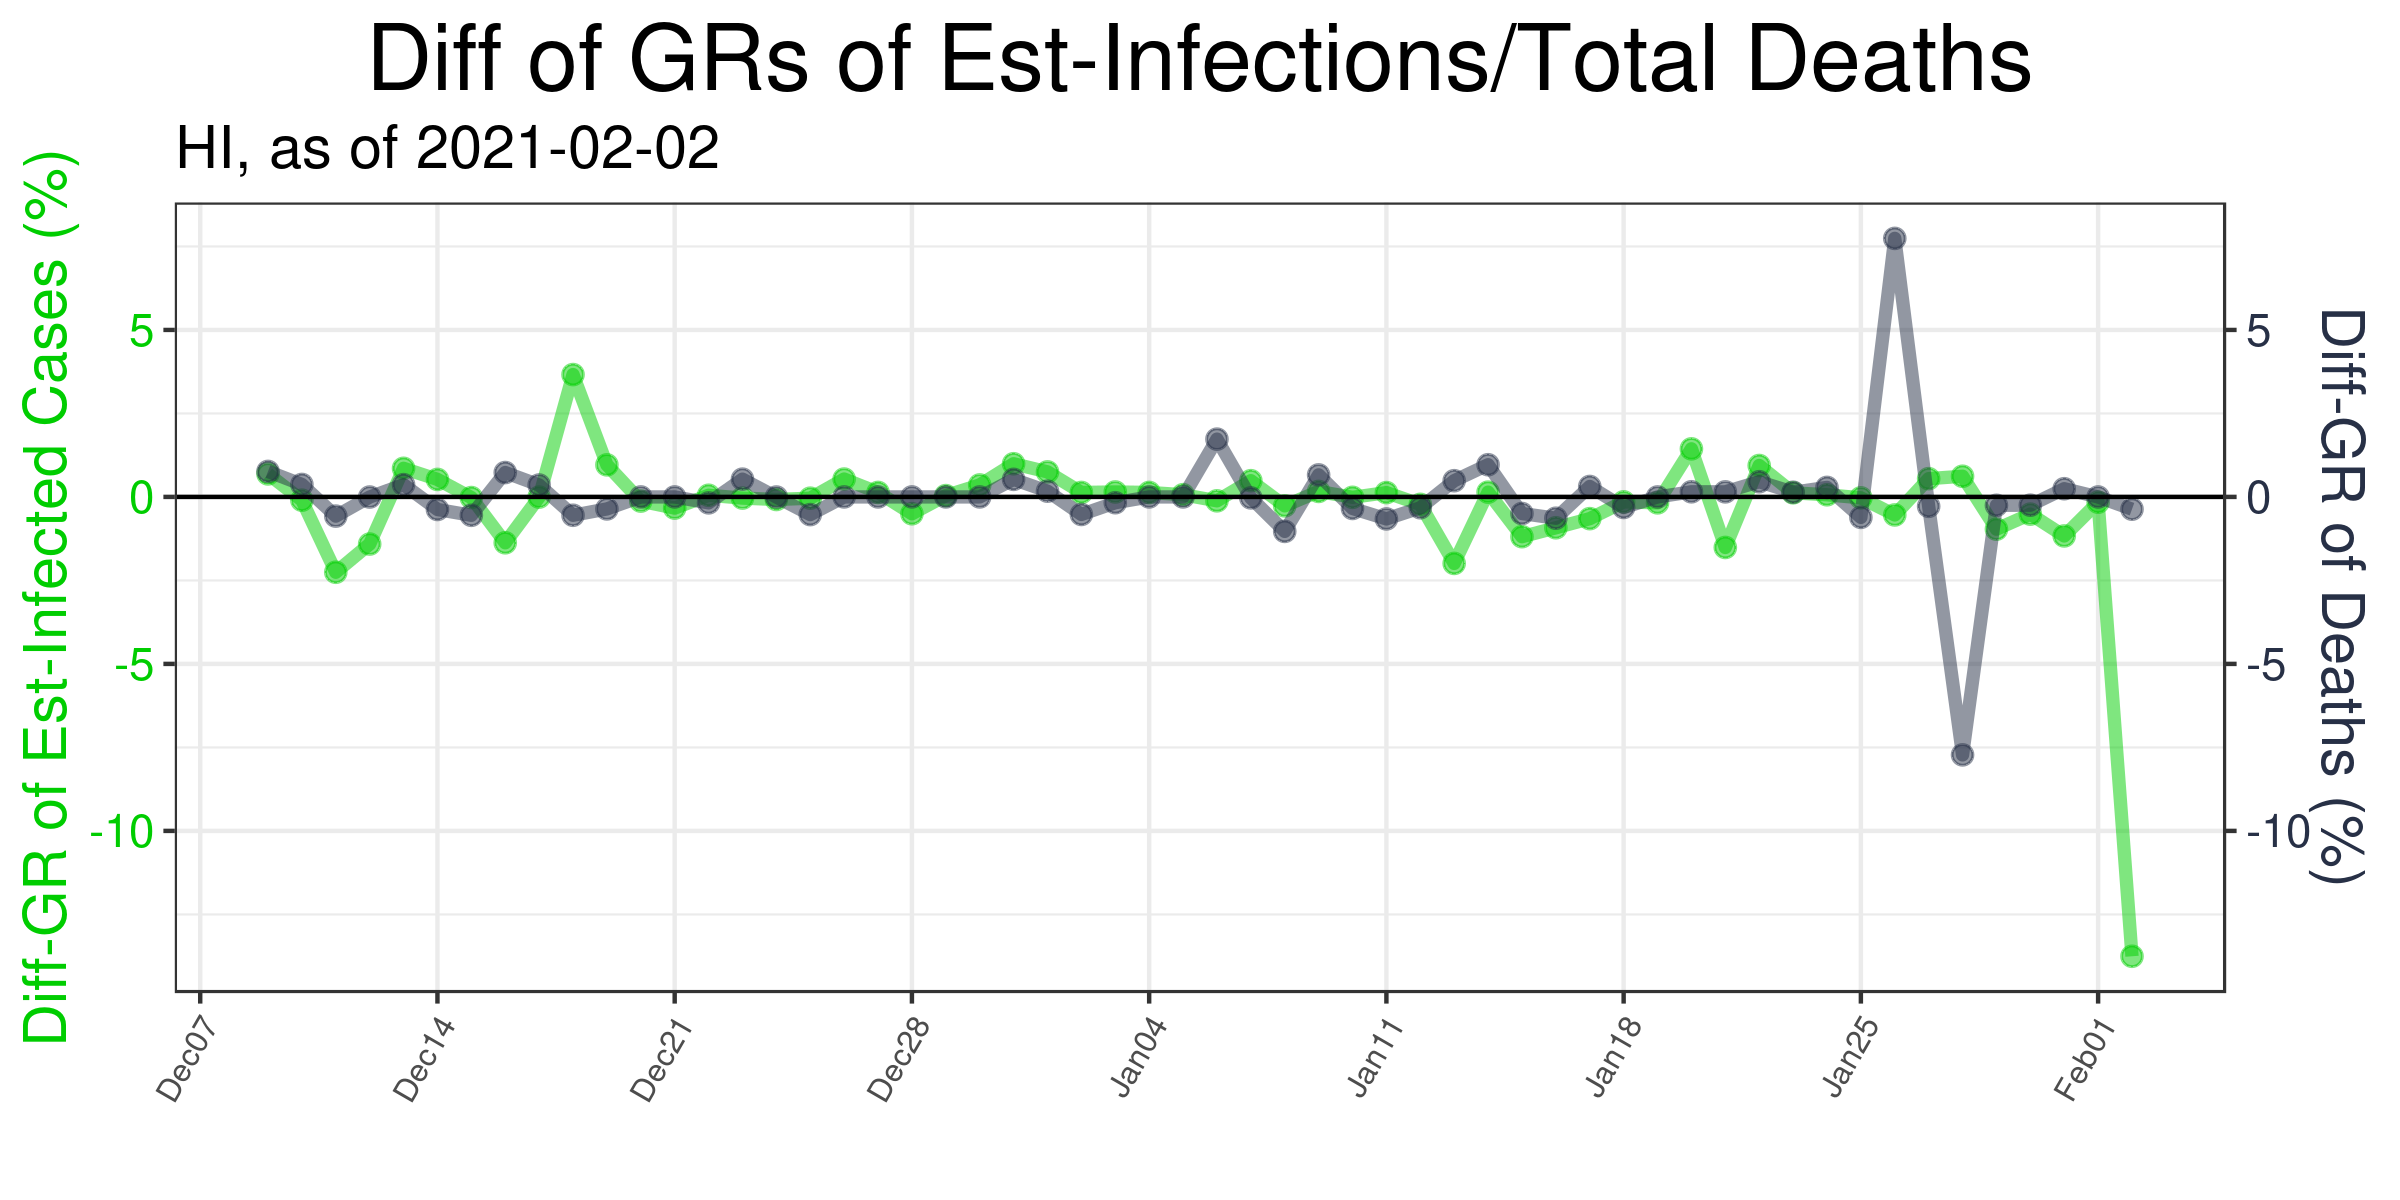 Diff of GRs of Est-Infections/Total Deaths
HI, as of 2021-02-02
Diff-GR of Est-Infected Cases (%)
5
0
-5
-10
5
0
-5
-10
Diff-GR of Deaths (%)
Dec07
Dec14
Dec21
Dec28
Jan04
Jan11
Jan18
Jan25
Feb01